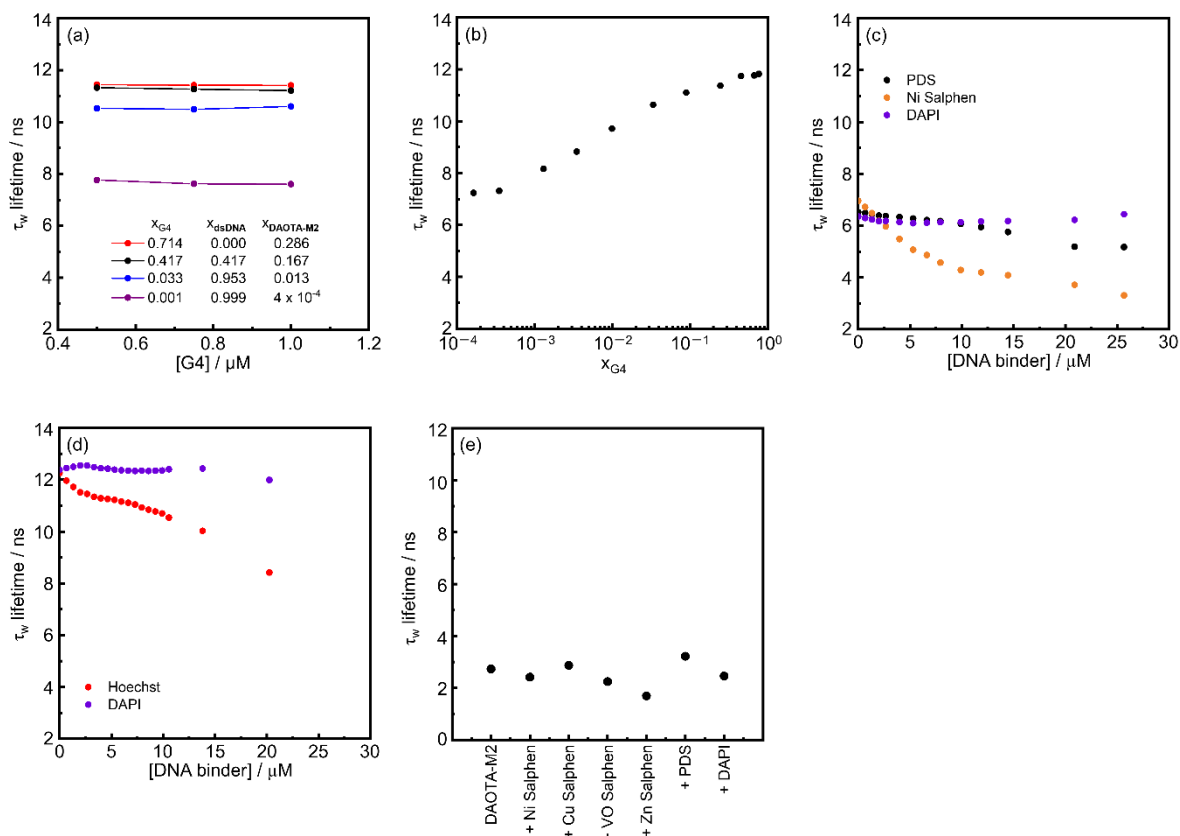 (a)
14
12
10
8
6
4
2
τw lifetime / ns
xG4 xdsDNA xDAOTA-M2
0.714 0.000 0.286
0.417 0.417 0.167
0.033 0.953 0.013
0.001 0.999 4 x 10⁻⁴
0.4 0.6 0.8 1.0 1.2
[G4] / µM
(b)
14
12
10
8
6
4
2
τw lifetime / ns
10⁻⁴ 10⁻³ 10⁻² 10⁻¹ 10⁰
xG4
(c)
14
12
10
8
6
4
2
τw lifetime / ns
PDS
Ni Salphen
DAPI
0 5 10 15 20 25 30
[DNA binder] / µM
(d)
14
12
10
8
6
4
2
τw lifetime / ns
Hoechst
DAPI
0 5 10 15 20 25 30
[DNA binder] / µM
(e)
12
10
8
6
4
2
0
τw lifetime / ns
DAOTA-M2
+ Ni Salphen
+ Cu Salphen
VO Salphen
+ Zn Salphen
+ PDS
+ DAPI